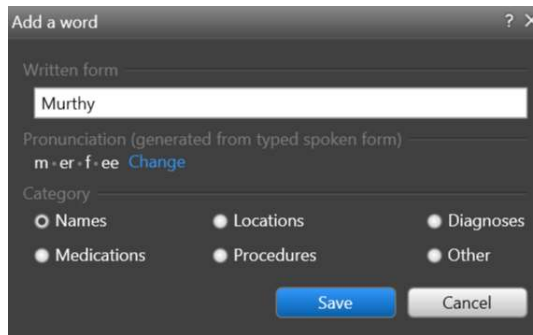 Add a word ?
Written form
Murthy
Pronunciation (generated from typed spoken form)
m•er•f•ee Change
Category
Names Locations Diagnoses
Medications Procedures Other
Save Cancel